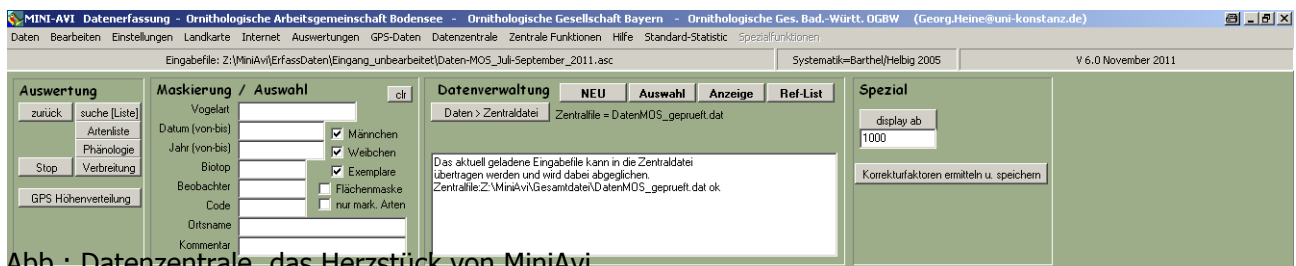 MINI-AVI Datenerfassung - Ornithologische Arbeitsgemeinschaft Bodensee - Ornithologische Gesellschaft Bayern - Ornithologische Ges. Bad.-Württ. OGBW (Georg.Heine@uni-konstanz.de)
Daten Bearbeiten Einstellungen Landkarte Internet Auswertungen GPS-Daten Datenzentrale Zentrale Funktionen Hilfe Standard-Statistic Spezialfunktionen
Eingabefile: Z:\MiniAvi\ErfassDaten\Eingang_unbearbeitet\Daten-MOS_Juli-September_2011.asc Systematik=Barthel/Helbig 2005 V 6.0 November 2011
Auswertung
zurück suche [Liste]
Artenliste
Phänologie
Stop Verbreitung
GPS Höhenverteilung
Maskierung / Auswahl clr
Vogelart
Datum (von-bis) Männchen
Jahr (von-bis) Weibchen
Biotop Exemplare
Beobachter Flächenmaske
Code nur mark. Arten
Ortsname
Kommentar
Datenverwaltung NEU Auswahl Anzeige Ref-List
Daten > Zentraldatei Zentralfile = DatenMOS_geprueft.dat
Das aktuell geladene Eingabefile kann in die Zentraldatei
übertragen werden und wird dabei abgeglichen.
Zentralfile:Z:\MiniAvi\Gesamtdatei\DatenMOS_geprueft.dat ok
Spezial
display ab
1000
Korrekturfaktoren ermitteln u. speichern
Abb.: Datenzentrale, das Herzstück von MiniAvi